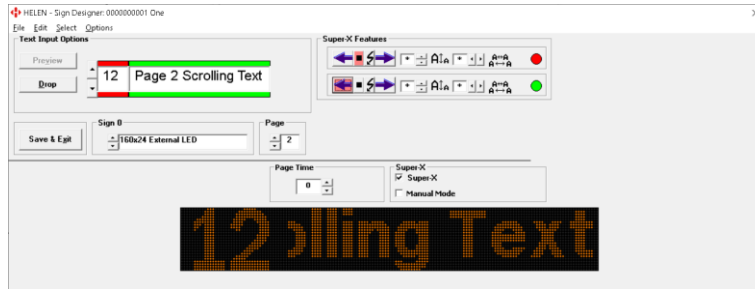 HELEN - Sign Designer: 0000000001 One
File Edit Select Options
Text Input Options
Super-X Features
Preview
Drop
12 Page 2 Scrolling Text
A A * A-A A-A
A A * A-A A-A
Sign 0
Page
Save & Exit
160x24 External LED
2
Page Time
Super-X
0
Super-X
Manual Mode
12 olling Text